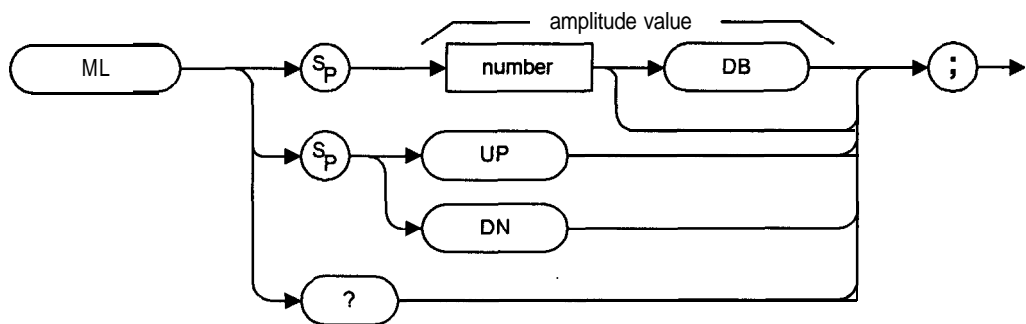 amplitude value
ML
SP
number
DB
;
SP
UP
DN
?